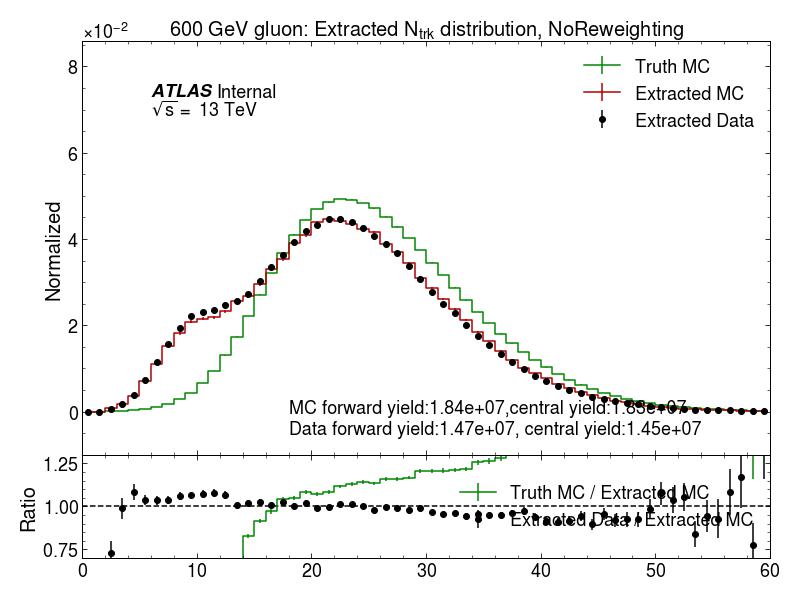 ×10⁻²
600 GeV gluon: Extracted N_trk distribution, NoReweighting
8
6
4
2
0
Normalized
ATLAS Internal
√s = 13 TeV
Truth MC
Extracted MC
Extracted Data
MC forward yield:1.84e+07,central yield:1.85e+07
Data forward yield:1.47e+07, central yield:1.45e+07
1.25
1.00
0.75
Ratio
Truth MC / Extracted MC
Extracted Data / Extracted MC
0 10 20 30 40 50 60